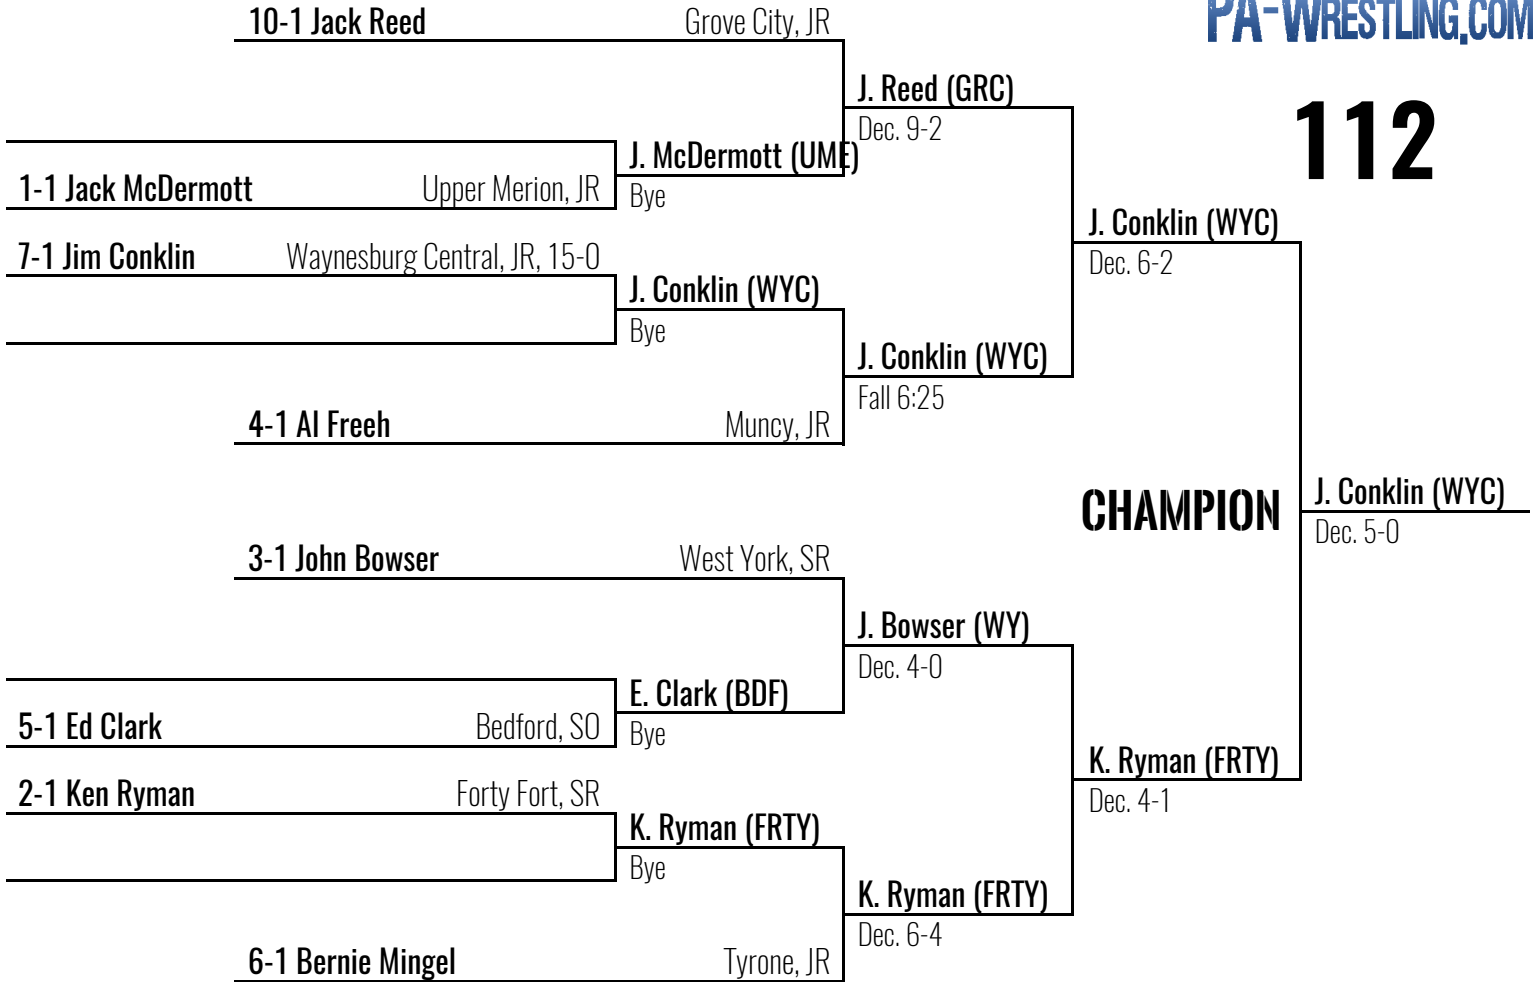 PA-WRESTLING.COM
112
10-1 Jack Reed Grove City, JR
J. Reed (GRC)
Dec. 9-2
J. McDermott (UME)
Bye
1-1 Jack McDermott Upper Merion, JR
7-1 Jim Conklin Waynesburg Central, JR, 15-0
J. Conklin (WYC)
Bye
J. Conklin (WYC)
Dec. 6-2
J. Conklin (WYC)
Fall 6:25
4-1 Al Freeh Muncy, JR
CHAMPION
J. Conklin (WYC)
Dec. 5-0
3-1 John Bowser West York, SR
J. Bowser (WY)
Dec. 4-0
E. Clark (BDF)
Bye
5-1 Ed Clark Bedford, SO
2-1 Ken Ryman Forty Fort, SR
K. Ryman (FRTY)
Bye
K. Ryman (FRTY)
Dec. 4-1
K. Ryman (FRTY)
Dec. 6-4
6-1 Bernie Mingel Tyrone, JR